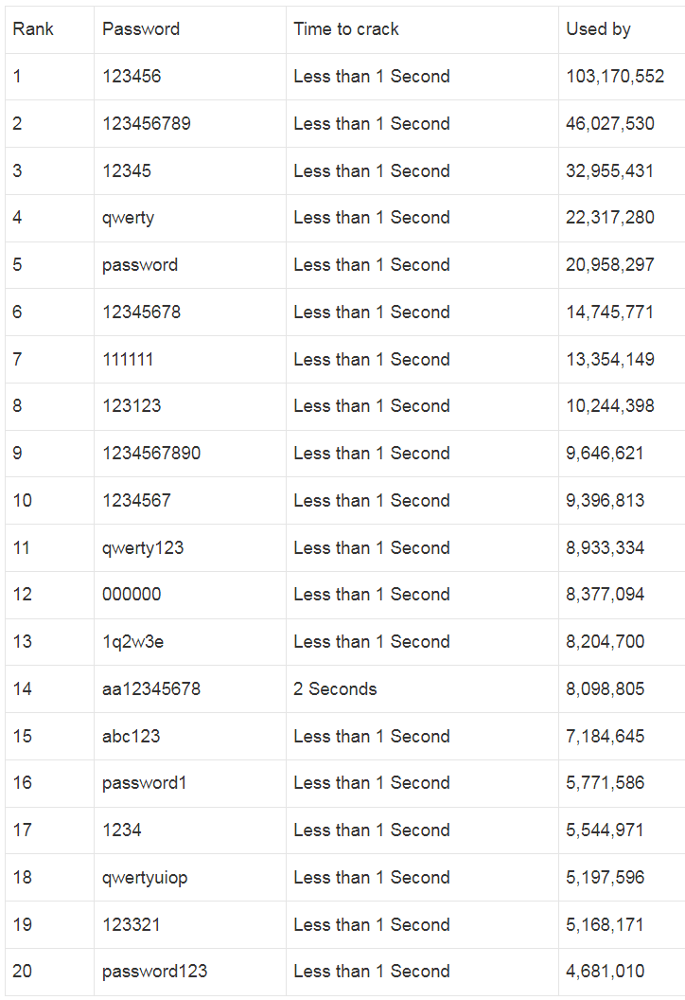 Rank Password Time to crack Used by
1 123456 Less than 1 Second 103,170,552
2 123456789 Less than 1 Second 46,027,530
3 12345 Less than 1 Second 32,955,431
4 qwerty Less than 1 Second 22,317,280
5 password Less than 1 Second 20,958,297
6 12345678 Less than 1 Second 14,745,771
7 111111 Less than 1 Second 13,354,149
8 123123 Less than 1 Second 10,244,398
9 1234567890 Less than 1 Second 9,646,621
10 1234567 Less than 1 Second 9,396,813
11 qwerty123 Less than 1 Second 8,933,334
12 000000 Less than 1 Second 8,377,094
13 1q2w3e Less than 1 Second 8,204,700
14 aa12345678 2 Seconds 8,098,805
15 abc123 Less than 1 Second 7,184,645
16 password1 Less than 1 Second 5,771,586
17 1234 Less than 1 Second 5,544,971
18 qwertyuiop Less than 1 Second 5,197,596
19 123321 Less than 1 Second 5,168,171
20 password123 Less than 1 Second 4,681,010